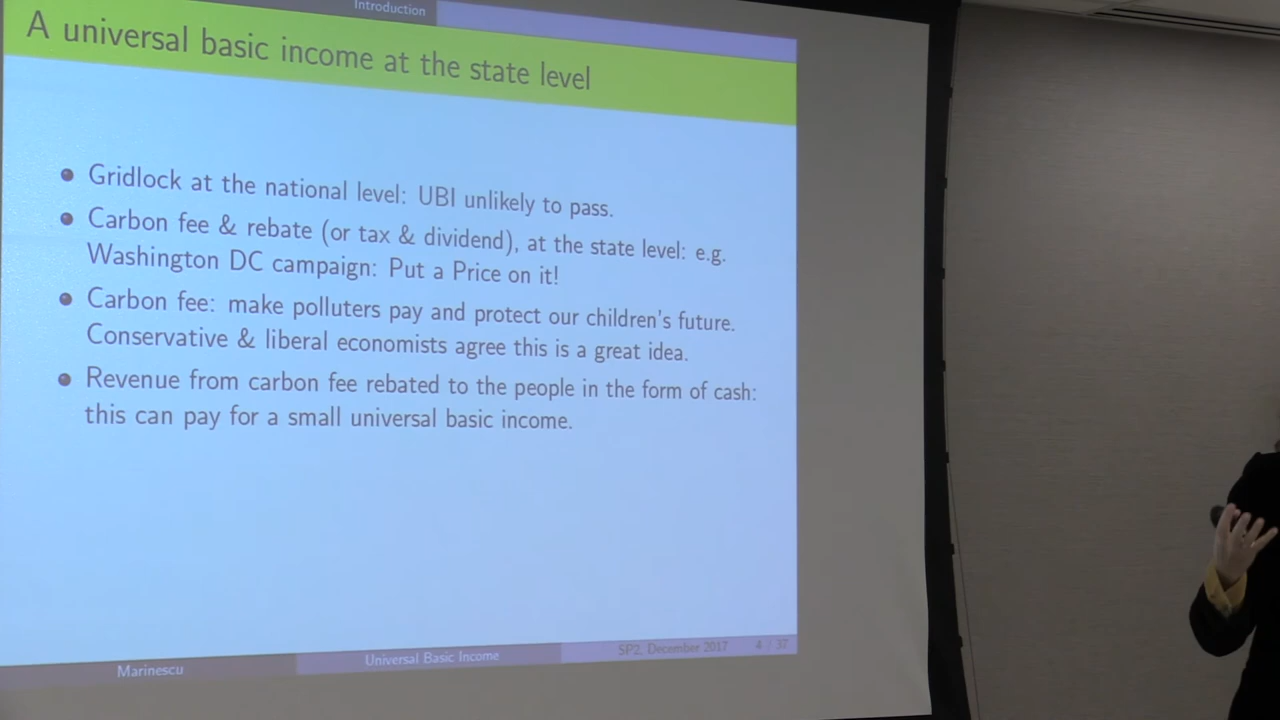 Introduction
A universal basic income at the state level
Gridlock at the national level: UBI unlikely to pass.
Carbon fee & rebate (or tax & dividend), at the state level: e.g.
Washington DC campaign: Put a Price on it!
Carbon fee: make polluters pay and protect our children's future.
Conservative & liberal economists agree this is a great idea.
Revenue from carbon fee rebated to the people in the form of cash:
this can pay for a small universal basic income.
Marinescu
Universal Basic Income
SP2, December 2017
4 / 37